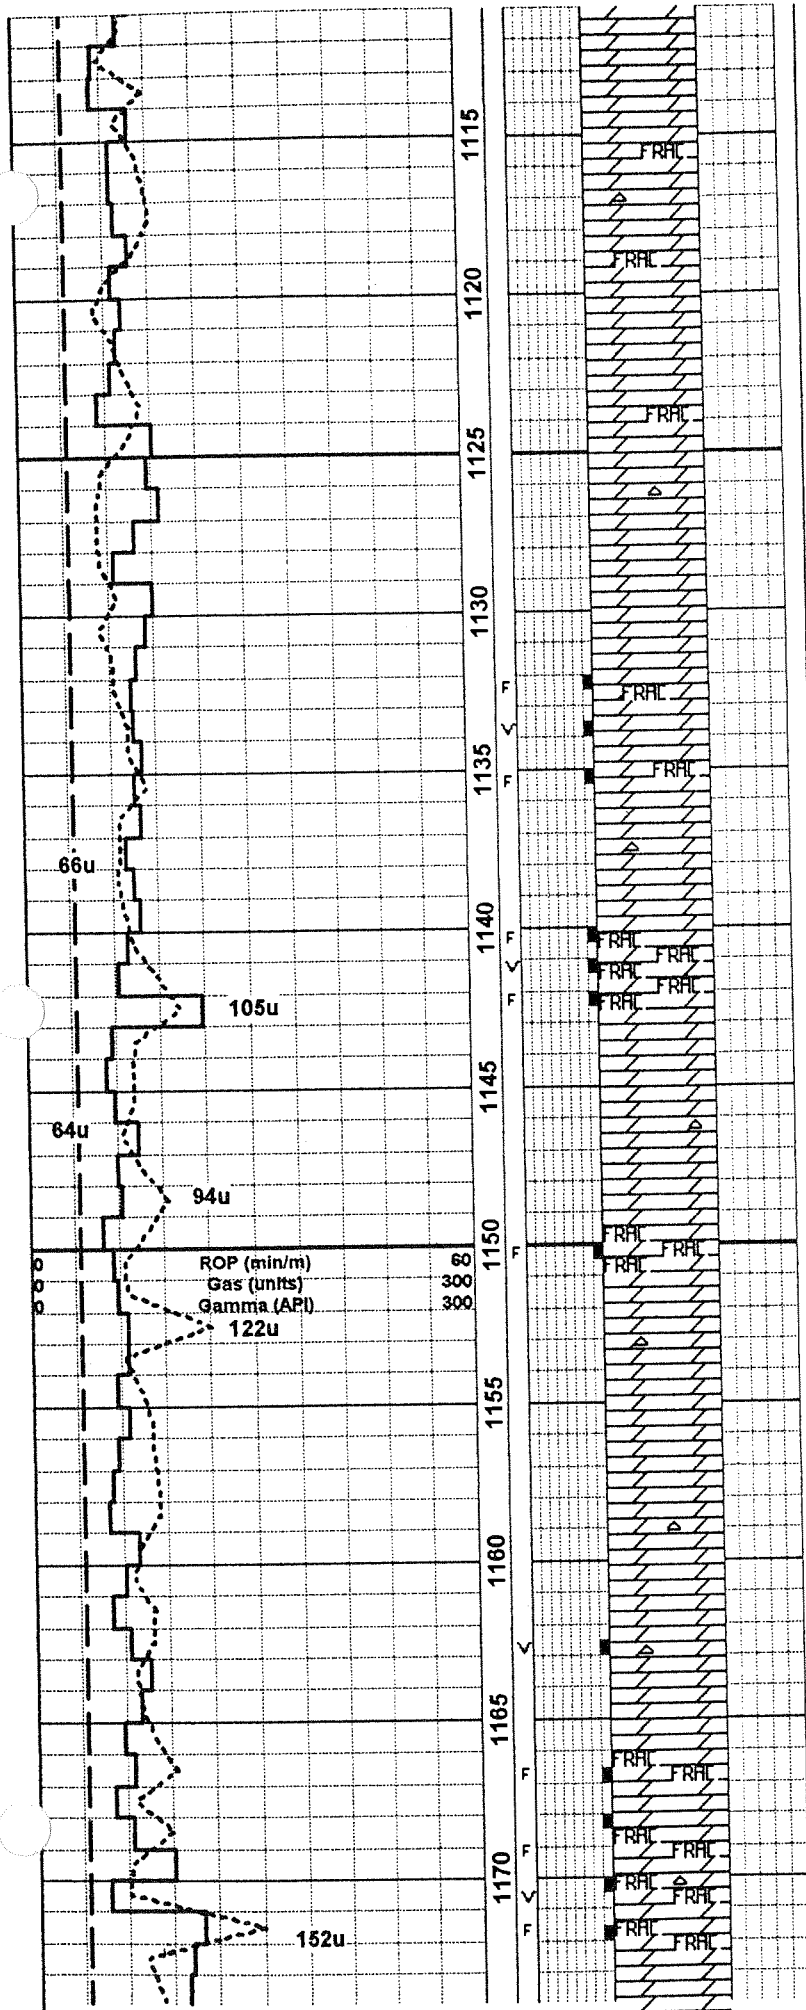 1115
FRAC
FRAC
1120
FRAC
1125
1130
F
FRAC
V
1135
F
FRAC
66u
1140
F
FRAC
FRAC
V
FRAC
FRAC
105u
F
FRAC
1145
64u
94u
1150
FRAC
F
FRAC
0 ROP (min/m) 60
FRAC
0 Gas (units) 300
0 Gamma (API) 300
122u
1155
1160
V
1165
FRAC
F
FRAC
FRAC
F
FRAC
1170
FRAC
V
FRAC
F
FRAC
152u
FRAC